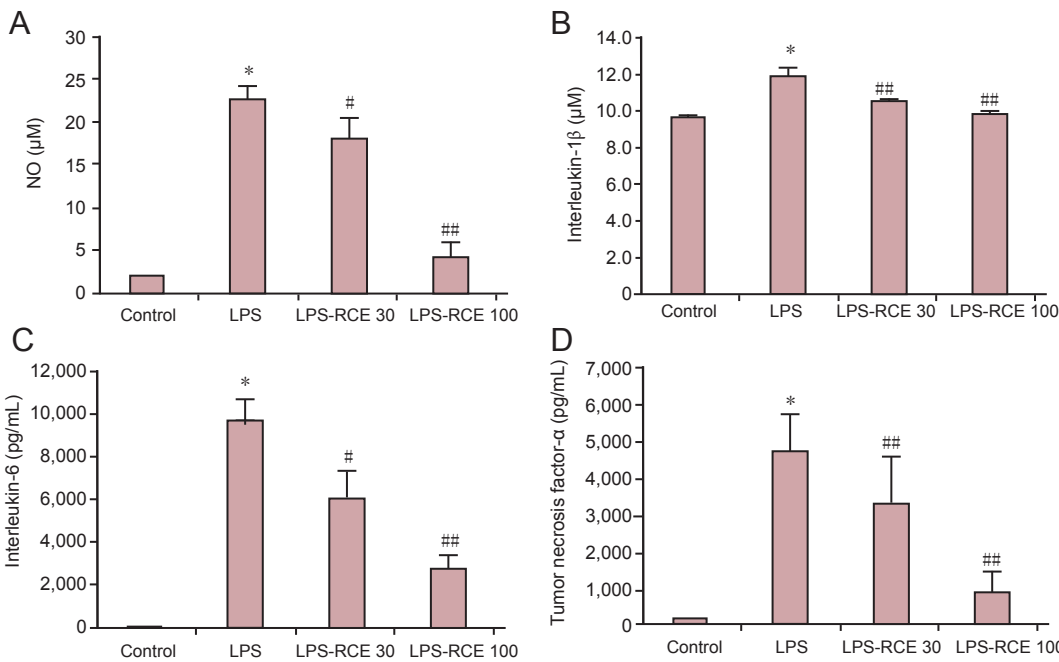 A
NO (μM)
30
25
20
15
10
5
0
*
#
##
Control
LPS
LPS-RCE 30
LPS-RCE 100
B
Interleukin-1β (μM)
14.0
12.0
10.0
8.0
6.0
4.0
2.0
0.0
*
##
##
Control
LPS
LPS-RCE 30
LPS-RCE 100
C
Interleukin-6 (pg/mL)
12,000
10,000
8,000
6,000
4,000
2,000
0
*
#
##
Control
LPS
LPS-RCE 30
LPS-RCE 100
D
Tumor necrosis factor-α (pg/mL)
7,000
6,000
5,000
4,000
3,000
2,000
1,000
0
*
##
##
Control
LPS
LPS-RCE 30
LPS-RCE 100